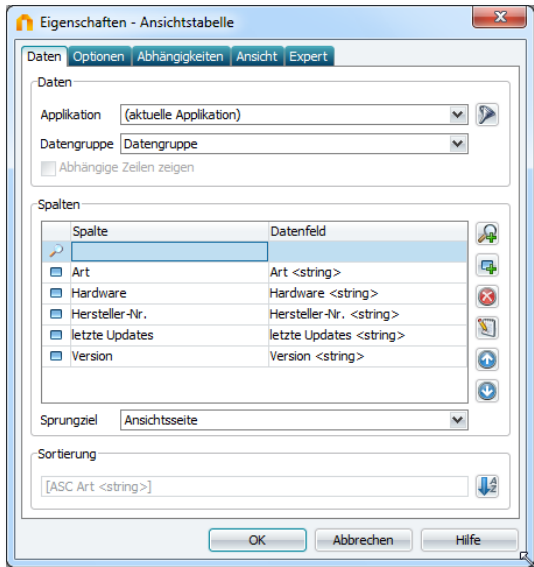 Eigenschaften - Ansichtstabelle
Daten Optionen Abhängigkeiten Ansicht Expert
Daten
Applikation (aktuelle Applikation)
Datengruppe Datengruppe
Abhängige Zeilen zeigen
Spalten
Spalte Datenfeld
Art Art <string>
Hardware Hardware <string>
Hersteller-Nr. Hersteller-Nr. <string>
letzte Updates letzte Updates <string>
Version Version <string>
Sprungziel Ansichtsseite
Sortierung
[ASC Art <string>]
OK Abbrechen Hilfe